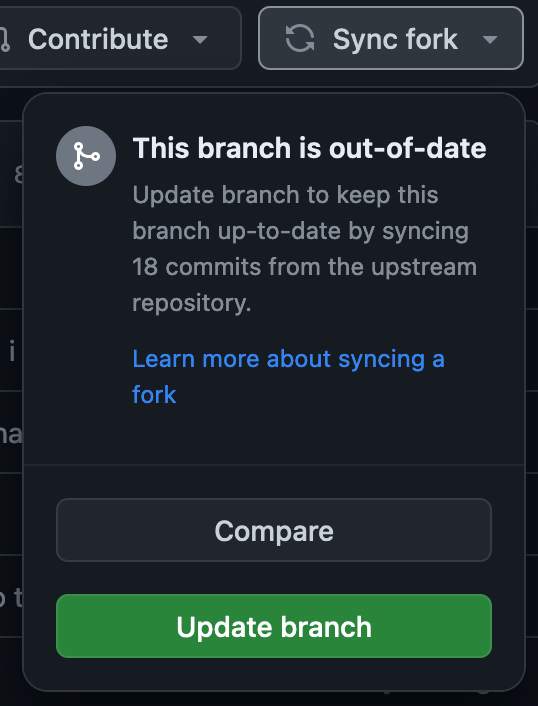 Contribute
Sync fork
This branch is out-of-date
Update branch to keep this
branch up-to-date by syncing
18 commits from the upstream
repository.
Learn more about syncing a
fork
i
Compare
Update branch